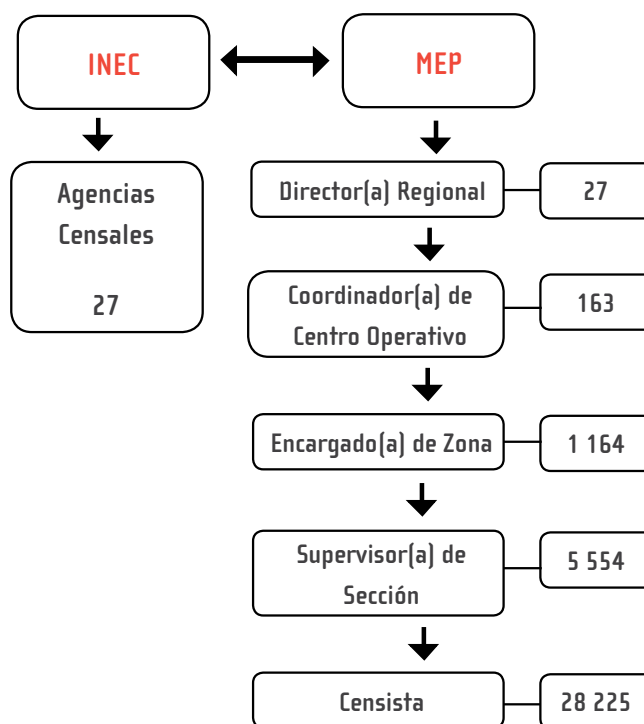 INEC
MEP
Agencias
Censales
27
Director(a) Regional
27
Coordinador(a) de
Centro Operativo
163
Encargado(a) de Zona
1 164
Supervisor(a) de
Sección
5 554
Censista
28 225